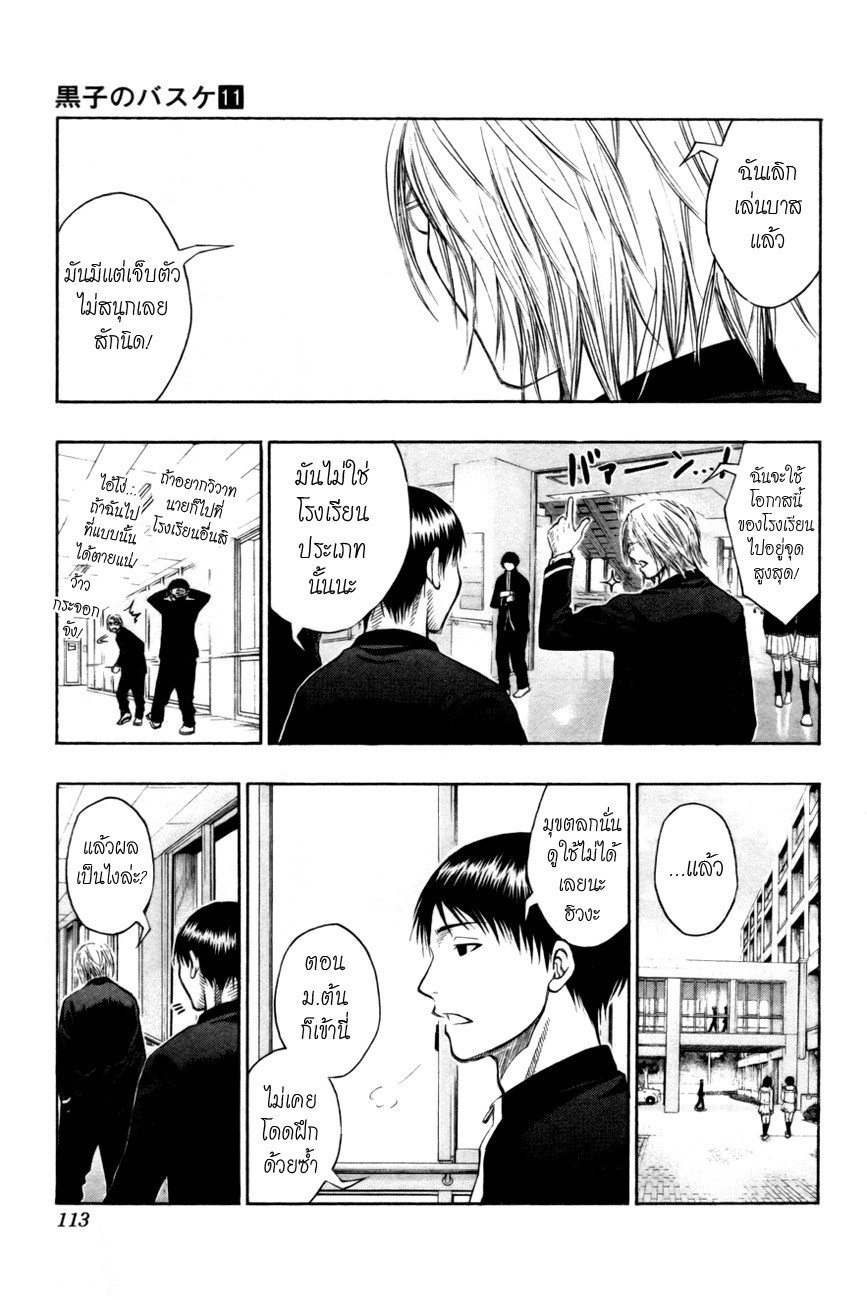 黒子のバスケ11
ฉันเลิก
เล่นบาส
แล้ว
มันมีแต่เจ็บตัว
ไม่สนุกเลย
สักนิด!
ฉันจะใช้
โอกาสนี้
ของโรงเรียน
ไปอยู่จุด
สูงสุด!
バァーン..!
มันไม่ใช่
โรงเรียน
ประเภท
นั้นนะ
ถ้าอยากวิวาท
นายก็ไปที่
โรงเรียนอื่นสิ
ไอ้โง่...
ถ้าฉันไป
ที่แบบนั้น
ได้ตายแน่!
ว้าว
กระจอก
จัง!
...แล้ว
มุขตลกนั่น
ดูใช้ไม่ได้
เลยนะ
ฮิวงะ
ตอน
ม.ต้น
ก็เข้านี่
ไม่เคย
โดดฝึก
ด้วยซ้ำ
แล้วผล
เป็นไงล่ะ?
113